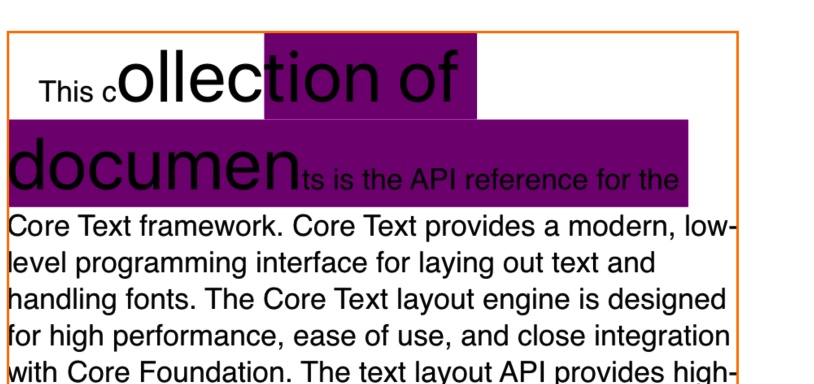 This collection of
documents is the API reference for the
Core Text framework. Core Text provides a modern, low-
level programming interface for laying out text and
handling fonts. The Core Text layout engine is designed
for high performance, ease of use, and close integration
with Core Foundation. The text layout API provides high-